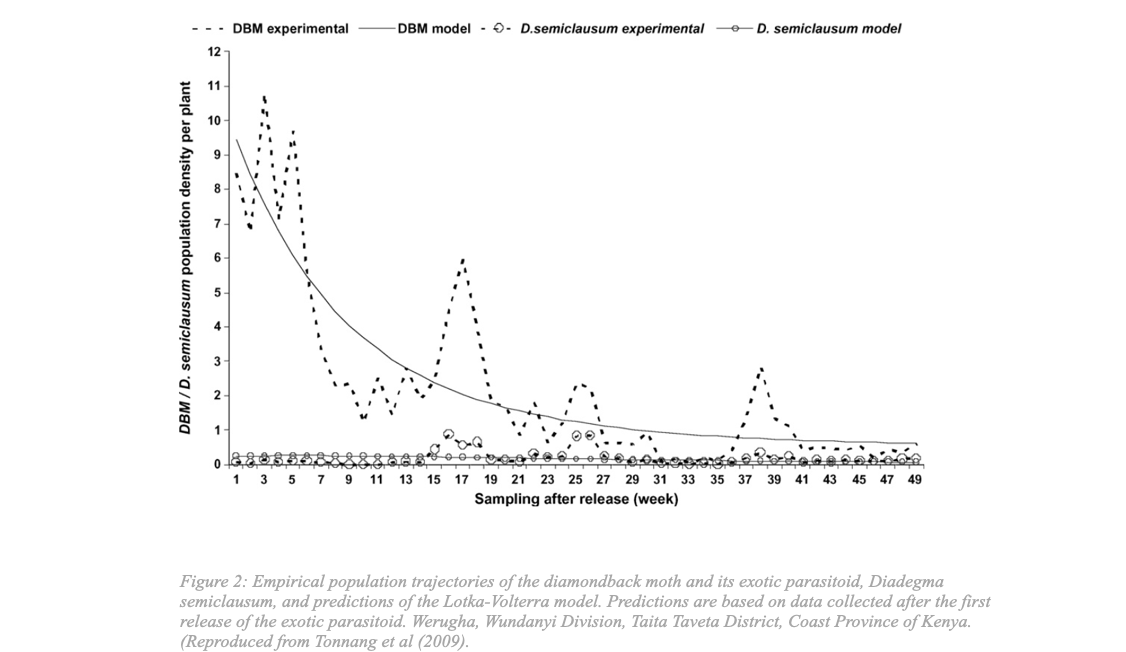 DBM experimental DBM model D.semiclausum experimental D. semiclausum model
DBM / D. semiclausum population density per plant
12
11
10
9
8
7
6
5
4
3
2
1
0
1 3 5 7 9 11 13 15 17 19 21 23 25 27 29 31 33 35 37 39 41 43 45 47 49
Sampling after release (week)
Figure 2: Empirical population trajectories of the diamondback moth and its exotic parasitoid, Diadegma
semiclausum, and predictions of the Lotka-Volterra model. Predictions are based on data collected after the first
release of the exotic parasitoid. Werugha, Wundanyi Division, Taita Taveta District, Coast Province of Kenya.
(Reproduced from Tonnang et al (2009).